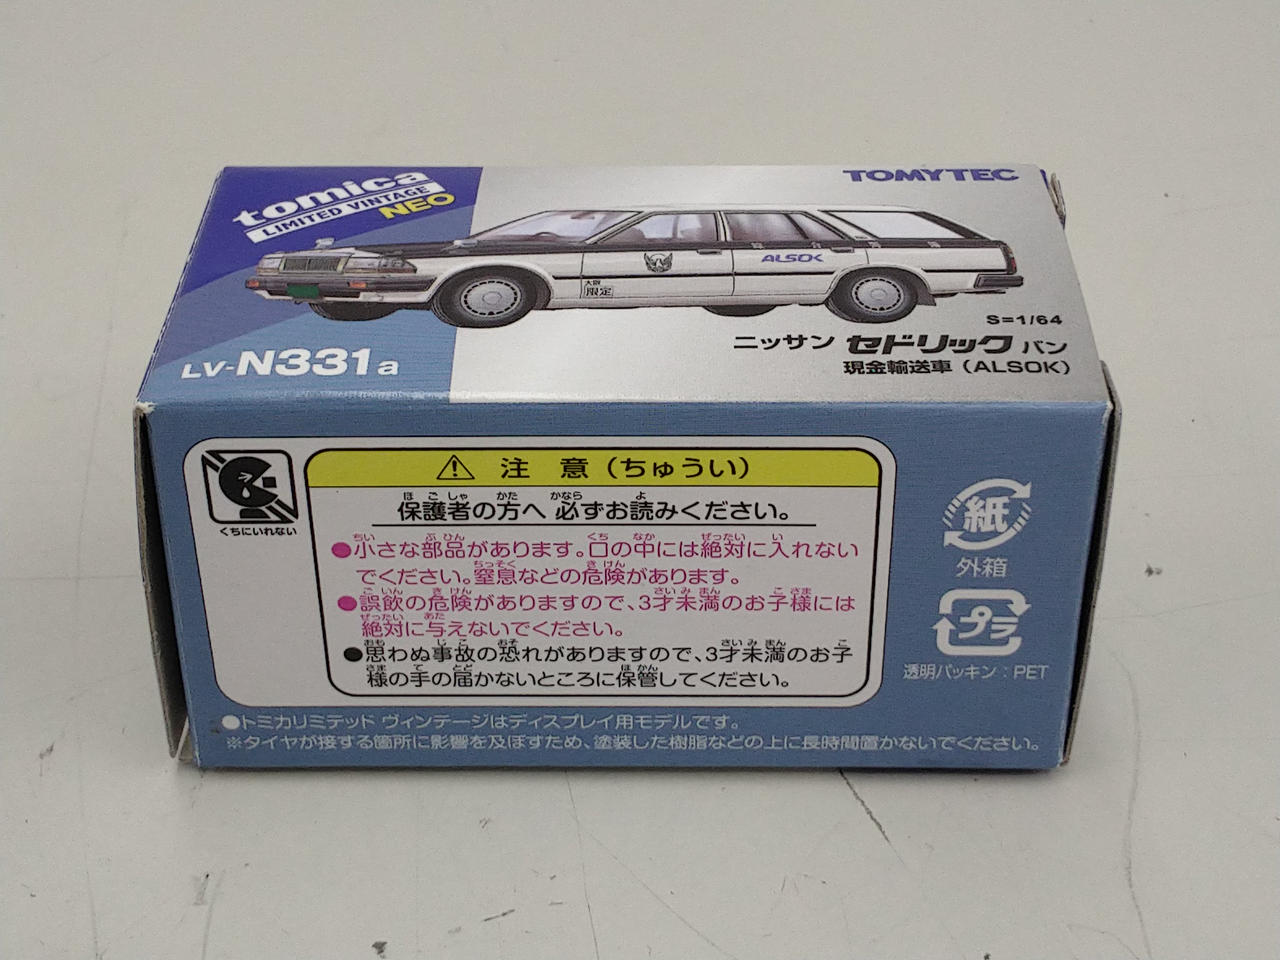 tomica
LIMITED VINTAGE
NEO
TOMYTEC
ALSOK
限定
S=1/64
LV-N331a
ニッサン セドリック バン
現金輸送車(ALSOK)
くちにいれない
⚠ 注意(ちゅうい)
保護者の方へ 必ずお読みください。
●小さな部品があります。口の中には絶対に入れない
でください。窒息などの危険があります。
●誤飲の危険がありますので、3才未満のお子様には
絶対に与えないでください。
●思わぬ事故の恐れがありますので、3才未満のお子
様の手の届かないところに保管してください。
紙
外箱
プラ
透明パッキン:PET
●トミカリミテッド ヴィンテージはディスプレイ用モデルです。
※タイヤが接する箇所に影響を及ぼすため、塗装した樹脂などの上に長時間置かないでください。